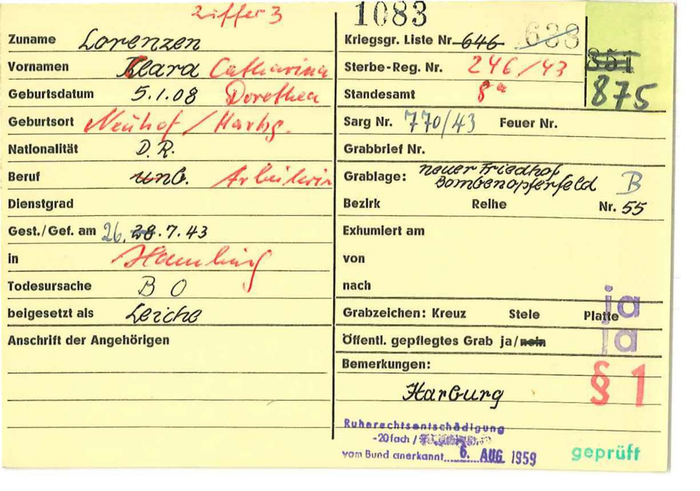 Ziffer 3
1083
Zuname Lorenzen
Kriegsgr. Liste Nr. 646 688
851
875
Vornamen Clara Catharina
Sterbe-Reg. Nr. 246/43
Geburtsdatum 5.1.08 Dorothea
Standesamt 8a
Geburtsort Neuhof / Harbg.
Sarg Nr. 770/43 Feuer Nr.
Nationalität D.R.
Grabbrief Nr.
Beruf unb. Arbeiterin
Grablage: neuer Friedhof
Bombenopferfeld B
Dienstgrad
Bezirk Reihe Nr. 55
Gest./Gef. am 26. 28.7.43
Exhumiert am
in Hamburg
von
Todesursache B O
nach
beigesetzt als Leiche
Grabzeichen: Kreuz Stele Platte ja
Anschrift der Angehörigen
Öffentl. gepflegtes Grab ja/nein ja
Bemerkungen:
§ 1
Harburg
Ruherechtsentschädigung
-20fach /
vom Bund anerkannt 6. AUG 1959
geprüft